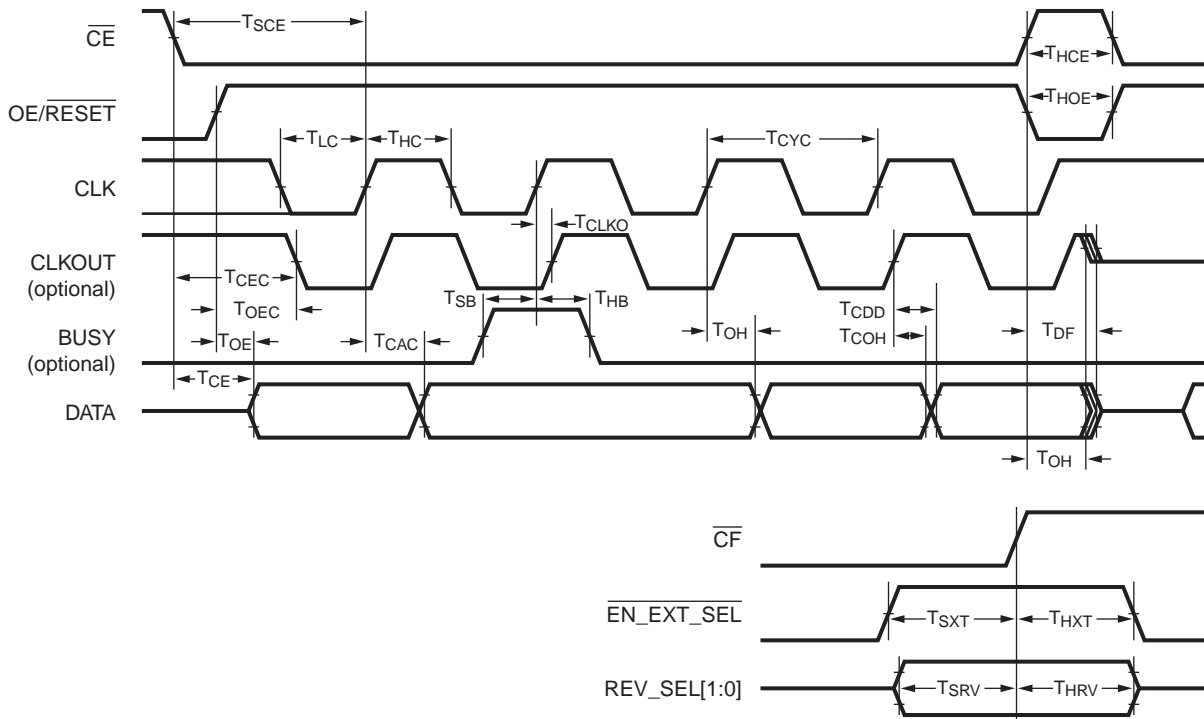 CE
TSCE
THCE
OE/RESET
THOE
TLC
THC
TCYC
CLK
TCLKO
CLKOUT
(optional)
TCEC
TSB
THB
TOEC
TCDD
BUSY
(optional)
TOE
TCAC
TOH
TCOH
TDF
TCE
DATA
TOH
CF
EN_EXT_SEL
TSXT
THXT
REV_SEL[1:0]
TSRV
THRV